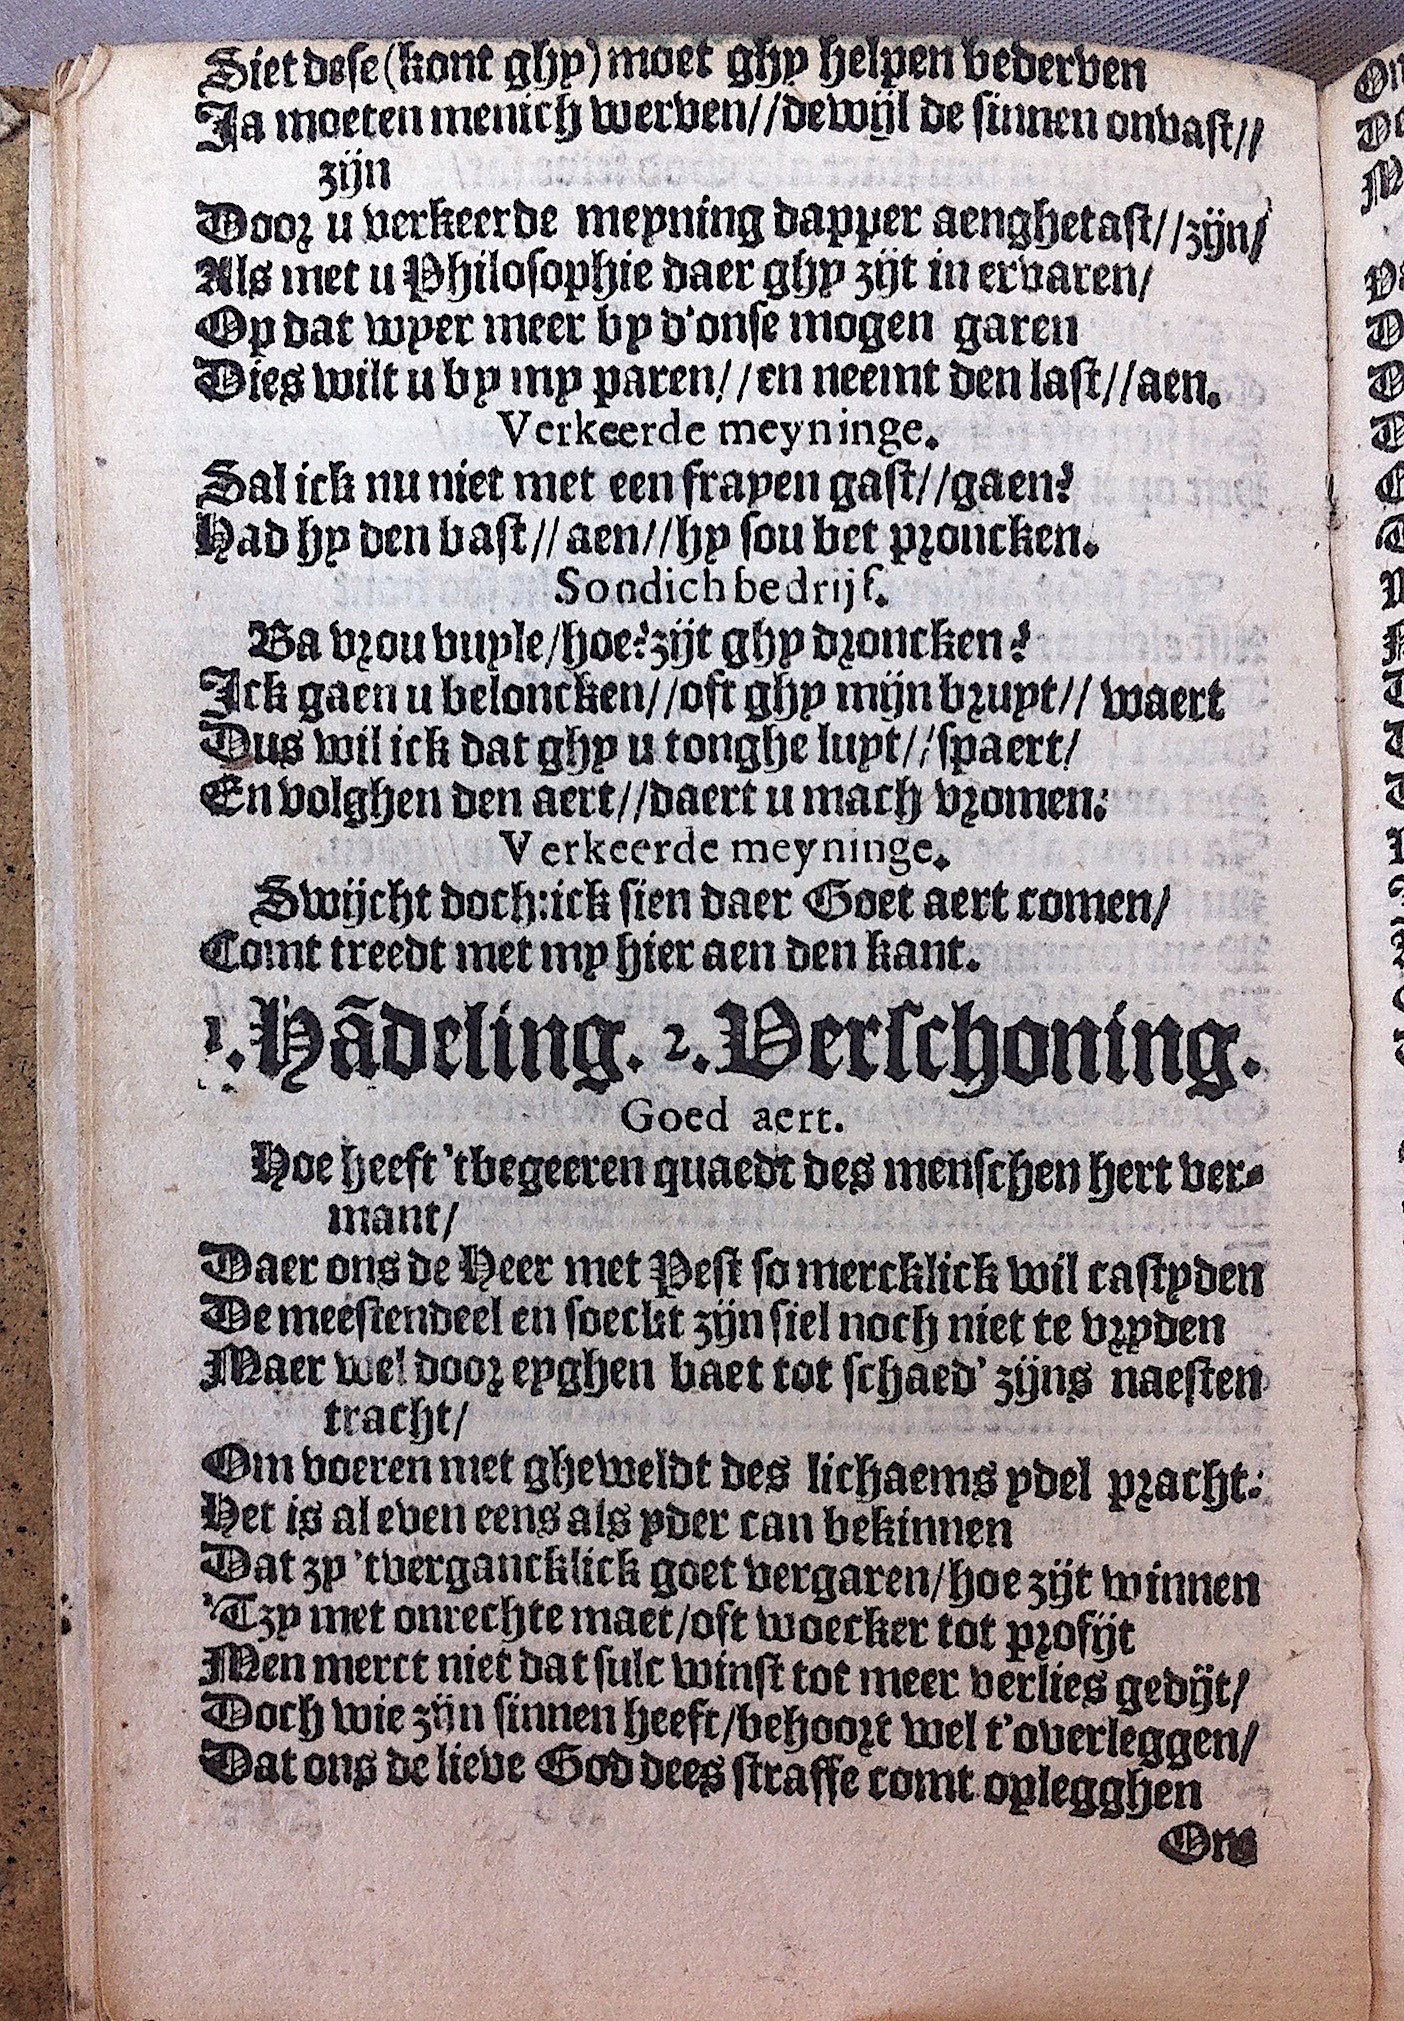 Siet dese (kont ghy) moet ghy helpen bederven
Ja moeten menich werven//dewijl de sinnen onvast//
zijn
Door u verkeerde meyning dapper aenghetast//zijn/
Als met u Philosophie daer ghy zijt in ervaren/
Op dat wyer meer by d'onse mogen garen
Dies wilt u by my paren//en neemt den last//aen.
Verkeerde meyninge.
Sal ick nu niet met een frayen gast//gaen?
Had hy den bast//aen//hy sou bet proncken.
Sondich bedrijf.
Ba vrou vuyle/hoe? zijt ghy droncken?
Ick gaen u beloncken//oft ghy mijn bruyt// waert
Dus wil ick dat ghy u tonghe luyt//spaert/
En volghen den aert//daert u mach vromen:
Verkeerde meyninge.
Swijcht doch: ick sien daer Goet aert comen/
Comt treedt met my hier aen den kant.
1. Hãdeling. 2. Verschoning.
Goed aert.
Hoe heeft 'tbegeeren quaedt des menschen hert ver-
mant/
Daer ons de Heer met Pest so mercklick wil castyden
De meestendeel en soeckt zijn siel noch niet te vryden
Maer wel door eyghen baet tot schaed' zijns naesten
tracht/
Om voeren met gheweldt des lichaems ydel pracht:
Het is al even eens als yder can bekinnen
Dat zy 'tvergancklick goet vergaren/hoe zijt winnen
'Tzy met onrechte maet/oft woecker tot profijt
Men merct niet dat sulc winst tot meer verlies gedijt/
Doch wie zijn sinnen heeft/behoort wel t'overleggen/
Dat ons de lieve God dees straffe comt oplegghen
Om